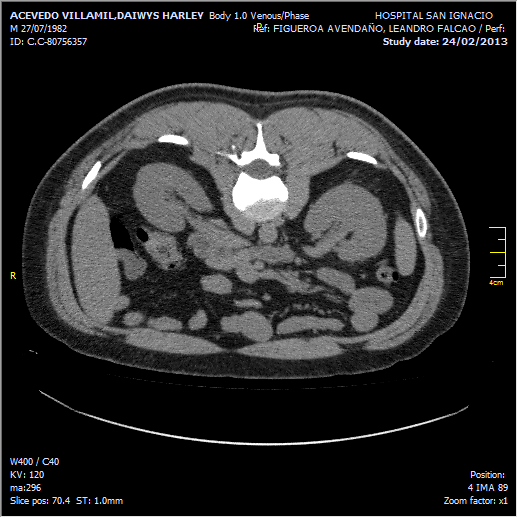 ACEVEDO VILLAMIL,DAIWYS HARLEY Body 1.0 Venous/Phase
HOSPITAL SAN IGNACIO
M 27/07/1982
Ref: FIGUEROA AVENDAÑO, LEANDRO FALCAO / Perf:
ID: C.C-80756357
Study date: 24/02/2013
R
4cm
W400 / C40
KV: 120
Position:
ma:296
4 IMA 89
Slice pos: 70.4 ST: 1.0mm
Zoom factor: x1